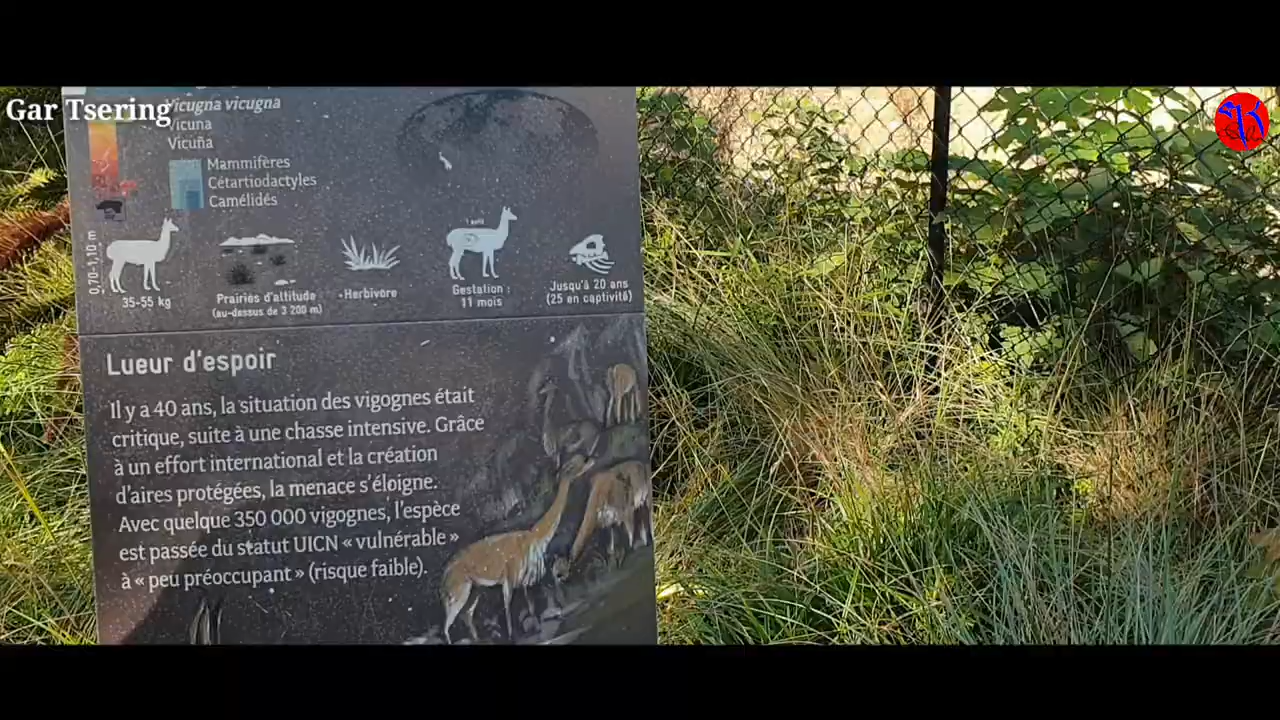 Gar Tsering
Vicugna vicugna
Vicuna
Vicuña
Mammifères
Cétartiodactyles
Camélidés
0,70-1,10 m
35-55 kg
Prairies d'altitude
(au-dessus de 3 200 m)
Herbivore
1 petit
Gestation :
11 mois
Jusqu'à 20 ans
(25 en captivité)
Lueur d'espoir
Il y a 40 ans, la situation des vigognes était
critique, suite à une chasse intensive. Grâce
à un effort international et la création
d'aires protégées, la menace s'éloigne.
Avec quelque 350 000 vigognes, l'espèce
est passée du statut UICN « vulnérable »
à « peu préoccupant » (risque faible).